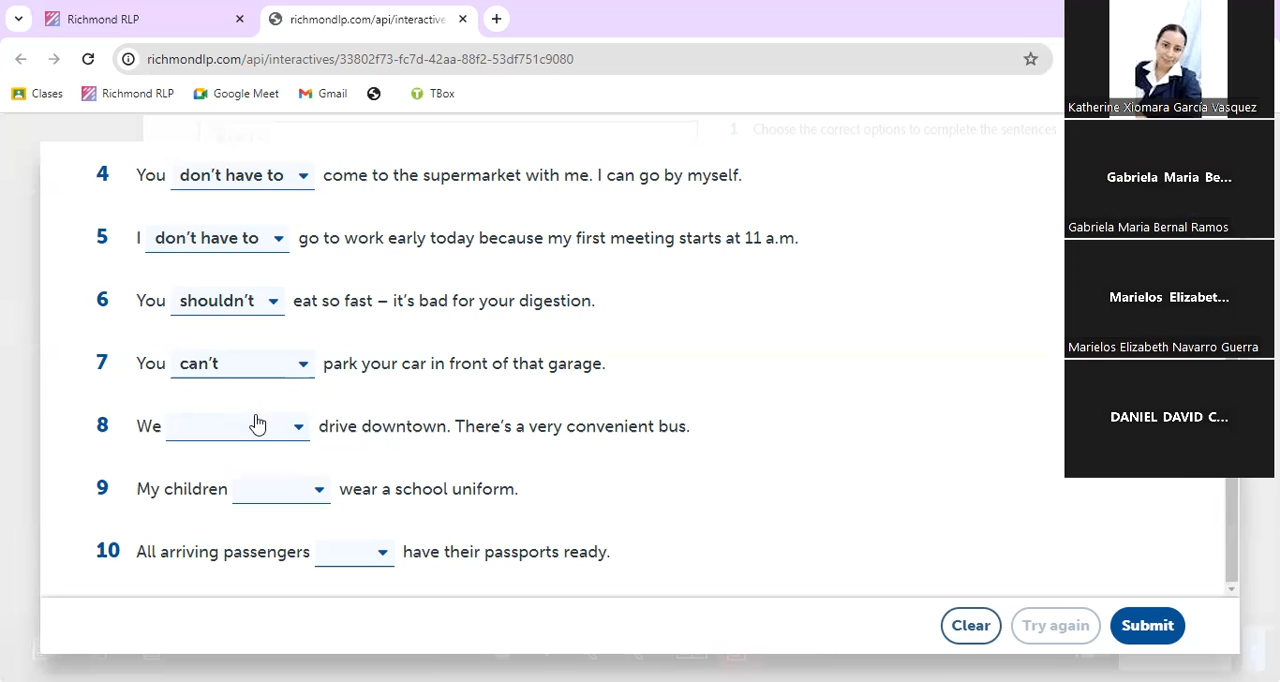 Richmond RLP
richmondlp.com/api/interactive
richmondlp.com/api/interactives/33802f73-fc7d-42aa-88f2-53df751c9080
Clases
Richmond RLP
Google Meet
Gmail
TBox
1 Choose the correct options to complete the sentences
4 You don't have to come to the supermarket with me. I can go by myself.
5 I don't have to go to work early today because my first meeting starts at 11 a.m.
6 You shouldn't eat so fast – it's bad for your digestion.
7 You can't park your car in front of that garage.
8 We drive downtown. There's a very convenient bus.
9 My children wear a school uniform.
10 All arriving passengers have their passports ready.
Clear
Try again
Submit
Katherine Xiomara García Vasquez
Gabriela Maria Be...
Gabriela Maria Bernal Ramos
Marielos Elizabet...
Marielos Elizabeth Navarro Guerra
DANIEL DAVID C...